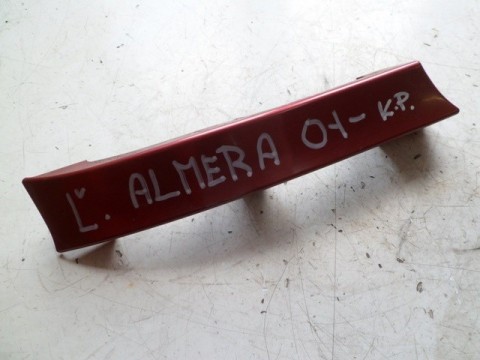 Ľ. ALMERA 01- K.P.